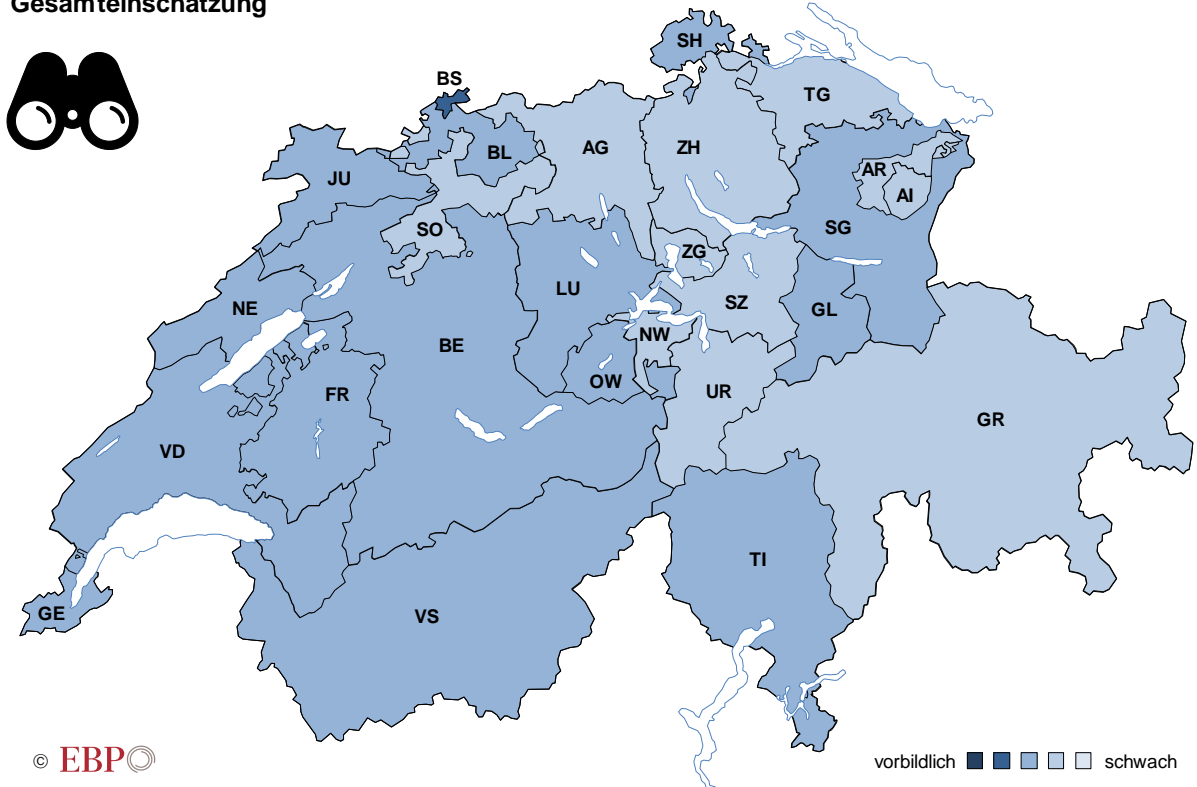 Gesamteinschätzung
SH
BS
TG
BL
AG
ZH
AR
JU
AI
SO
SG
ZG
LU
SZ
NE
GL
NW
BE
OW
UR
FR
GR
VD
TI
GE
VS
© EBP
vorbildlich schwach